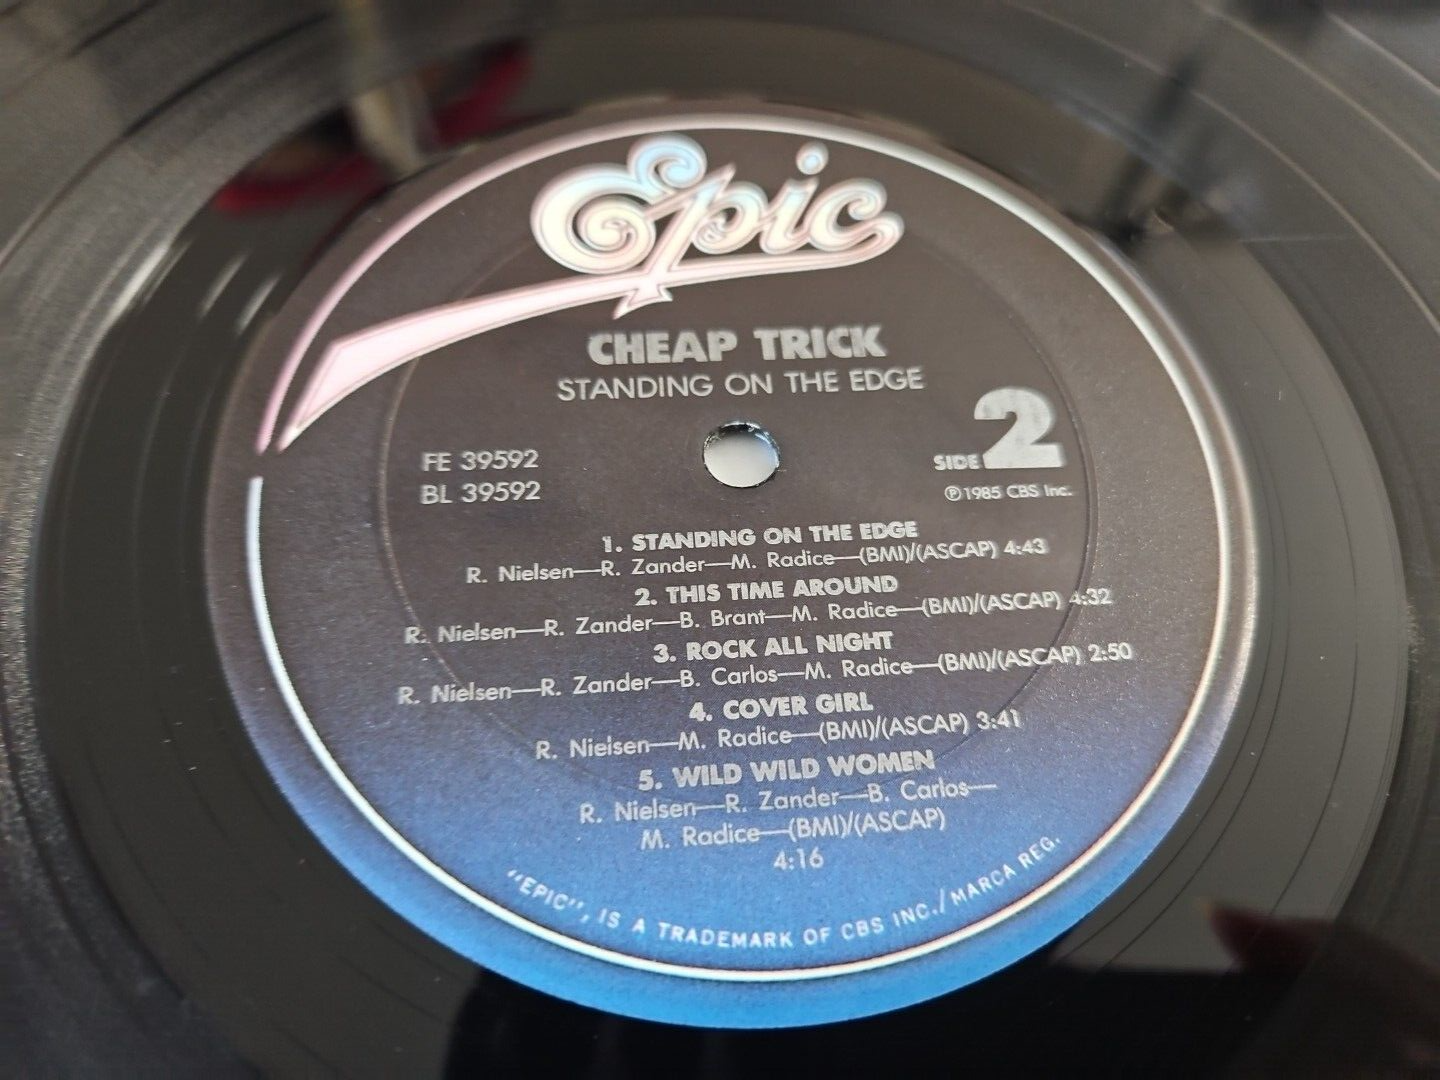 Epic
CHEAP TRICK
STANDING ON THE EDGE
FE 39592
BL 39592
SIDE 2
℗ 1985 CBS Inc.
1. STANDING ON THE EDGE
R. Nielsen—R. Zander—M. Radice—(BMI)/(ASCAP) 4:43
2. THIS TIME AROUND
R. Nielsen—R. Zander—B. Brant—M. Radice—(BMI)/(ASCAP) 4:32
3. ROCK ALL NIGHT
R. Nielsen—R. Zander—B. Carlos—M. Radice—(BMI)/(ASCAP) 2:50
4. COVER GIRL
R. Nielsen—M. Radice—(BMI)/(ASCAP) 3:41
5. WILD WILD WOMEN
R. Nielsen—R. Zander—B. Carlos—
M. Radice—(BMI)/(ASCAP)
4:16
"EPIC", IS A TRADEMARK OF CBS INC./MARCA REG.